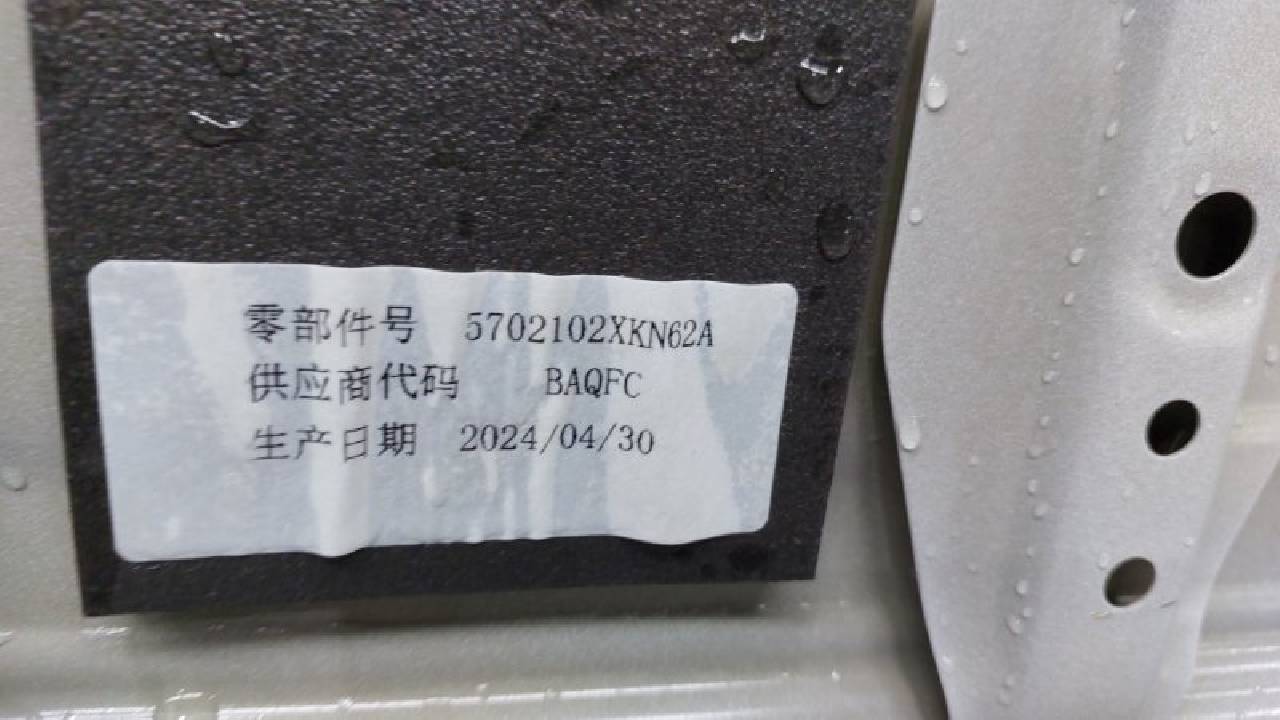 零部件号 5702102XKN62A
供应商代码 BAQFC
生产日期 2024/04/30